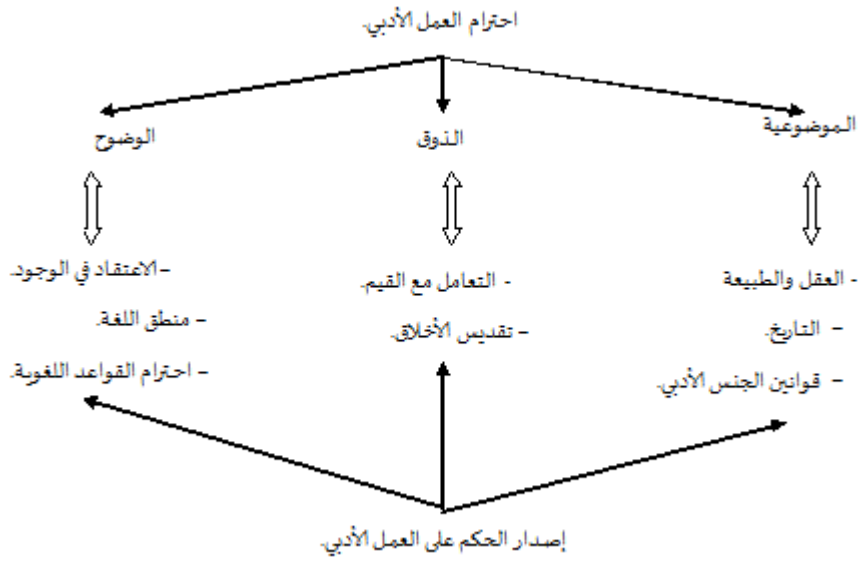 احترام العمل الأدبي.
الموضوعية
الذوق
الوضوح
- العقل والطبيعة
– التاريخ.
– قوانين الجنس الأدبي.
- التعامل مع القيم.
– تقديس الأخلاق.
–الاعتقاد في الوجود.
– منطق اللغة.
– احترام القواعد اللغوية.
إصدار الحكم على العمل الأدبي.